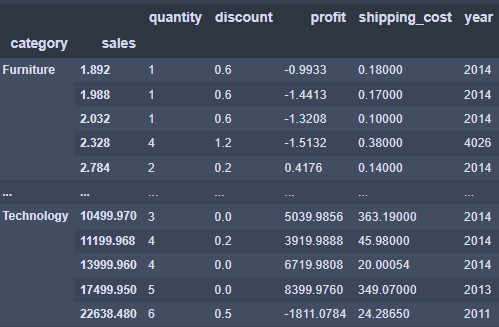 quantity discount profit shipping_cost year
category sales
Furniture 1.892 1 0.6 -0.9933 0.18000 2014
1.988 1 0.6 -1.4413 0.17000 2014
2.032 1 0.6 -1.3208 0.10000 2014
2.328 4 1.2 -1.5132 0.38000 4026
2.784 2 0.2 0.4176 0.14000 2014
... ... ... ... ... ... ...
Technology 10499.970 3 0.0 5039.9856 363.19000 2014
11199.968 4 0.2 3919.9888 45.98000 2014
13999.960 4 0.0 6719.9808 20.00054 2014
17499.950 5 0.0 8399.9760 349.07000 2013
22638.480 6 0.5 -1811.0784 24.28650 2011